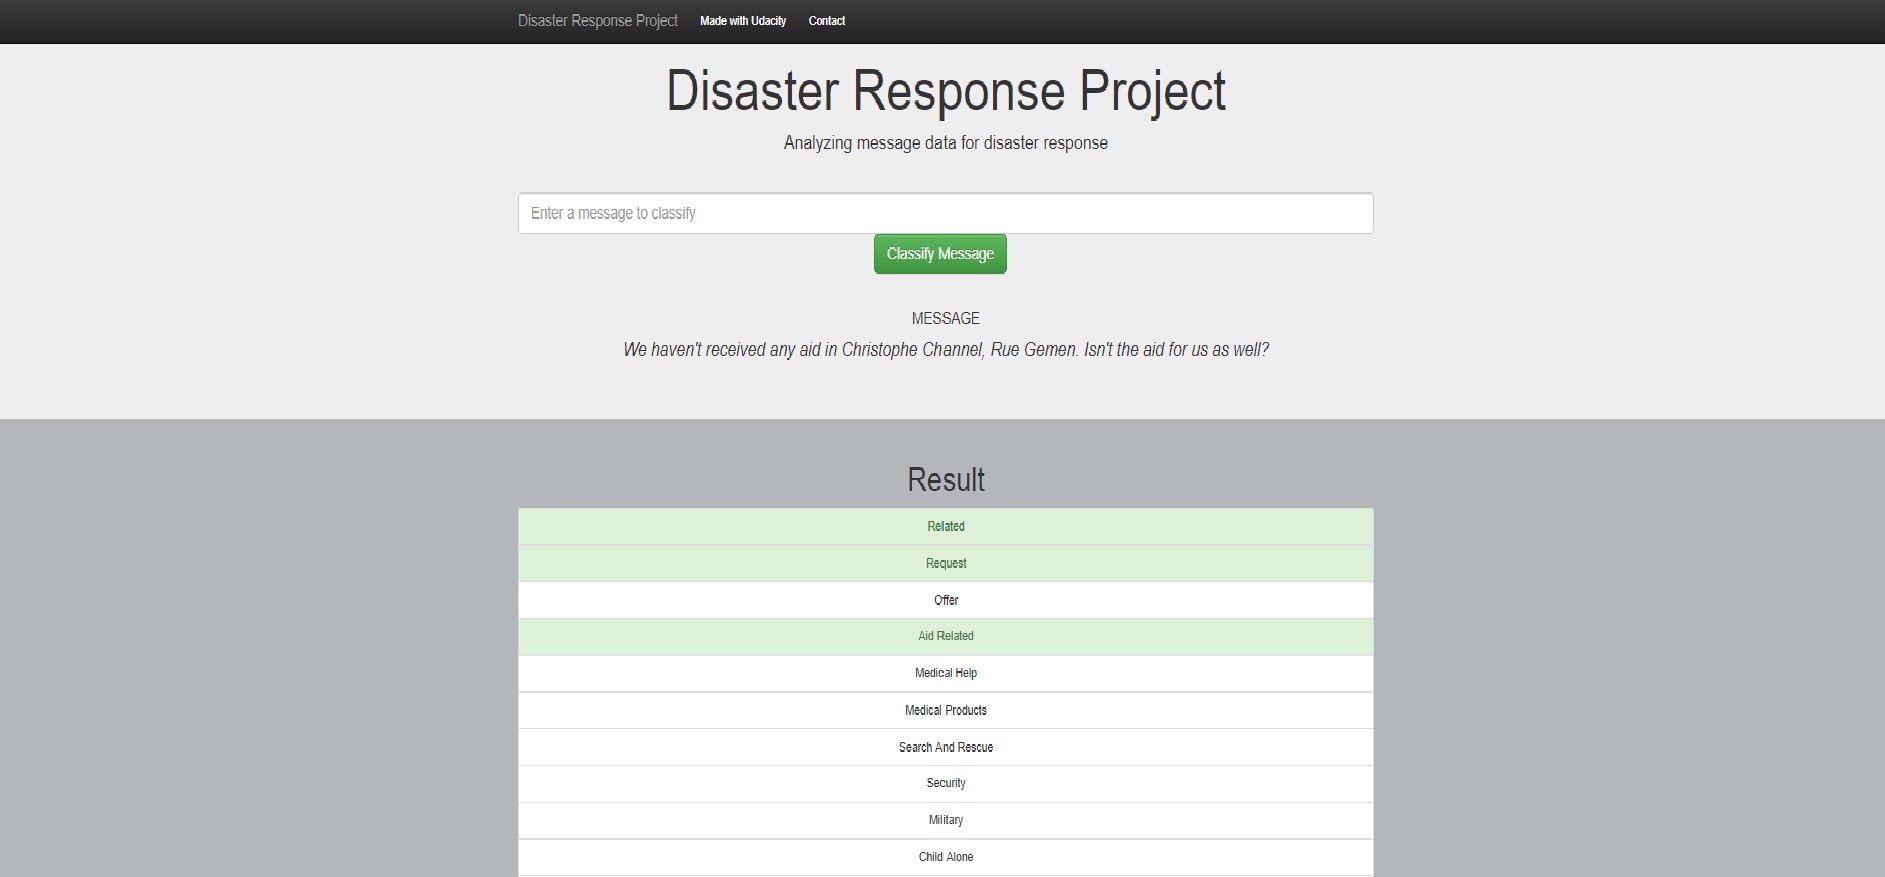 Disaster Response Project Made with Udacity Contact
Disaster Response Project
Analyzing message data for disaster response
Enter a message to classify
Classify Message
MESSAGE
We haven't received any aid in Christophe Channel, Rue Gemen. Isn't the aid for us as well?
Result
Related
Request
Offer
Aid Related
Medical Help
Medical Products
Search And Rescue
Security
Military
Child Alone